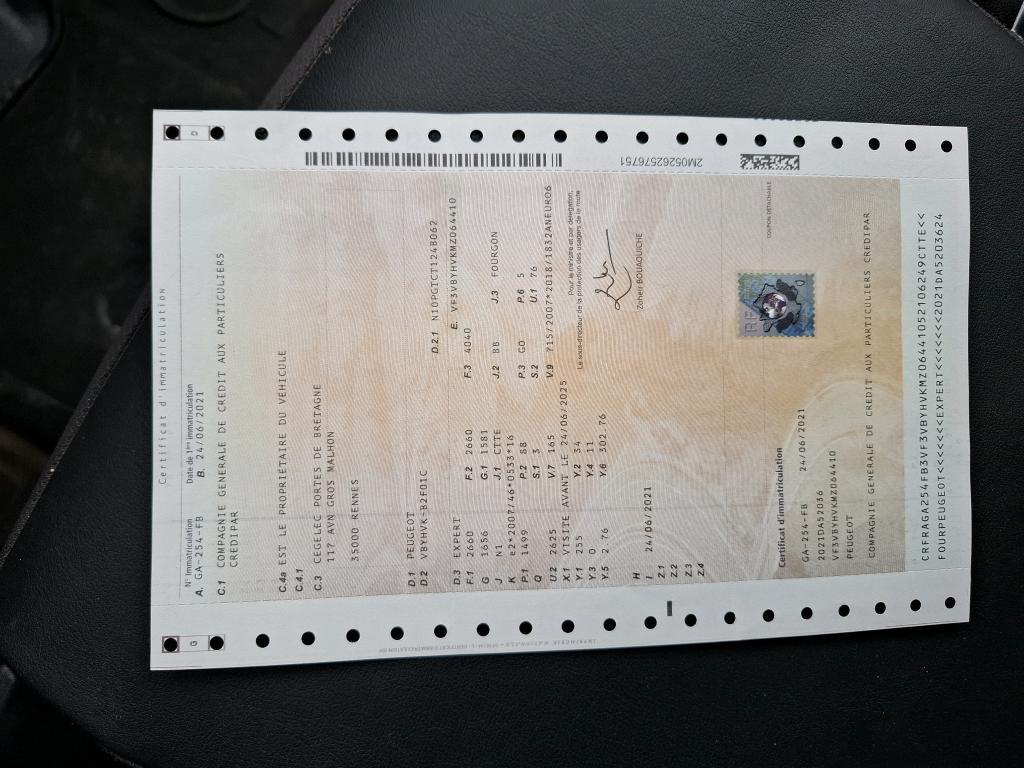 Certificat d'immatriculation
D
G
2M05262576751
N° Immatriculation Date de 1ère immatriculation
A. GA-254-FB B. 24/06/2021
C.1 COMPAGNIE GENERALE DE CREDIT AUX PARTICULIERS
CREDIPAR
C.4a EST LE PROPRIÉTAIRE DU VÉHICULE
C.4.1
C.3 CEGELEC PORTES DE BRETAGNE
117 AVN GROS MALHON
35000 RENNES
D.1 PEUGEOT
D.2 VBYHVK-B2F01C D.2.1 N10PGTCT124B062
D.3 EXPERT E. VF3VBYHVKMZ064410
F.1 2660 F.2 2660 F.3 4040
G 1656 G.1 1581
J N1 J.1 CTTE J.2 BB J.3 FOURGON
K e2*2007/46*0533*16
P.1 1499 P.2 88 P.3 GO P.6 5
Q S.1 3 S.2 U.1 76
U.2 2625 V.7 165 V.9 715/2007*2018/1832ANEURO6
X.1 VISITE AVANT LE 24/06/2025
Y.1 255 Y.2 34
Y.3 0 Y.4 11
Y.5 2.76 Y.6 302.76
Pour le ministre et par délégation,
Le sous-directeur de la protection des usagers de la route
Zoheir BOUAOUICHE
H
I 24/06/2021
Z.1
Z.2
Z.3
Z.4
COUPON DÉTACHABLE
RF
Certificat d'immatriculation
GA-254-FB 24/06/2021
2021DA52036
VF3VBYHVKMZ064410
PEUGEOT
COMPAGNIE GENERALE DE CREDIT AUX PARTICULIERS CREDIPAR
CRFRAGA254FB3VF3VBYHVKMZ06441052106249CTTE<<
FOURPEUGEOT<<<<<<EXPERT<<<<<<<2021DA5203624